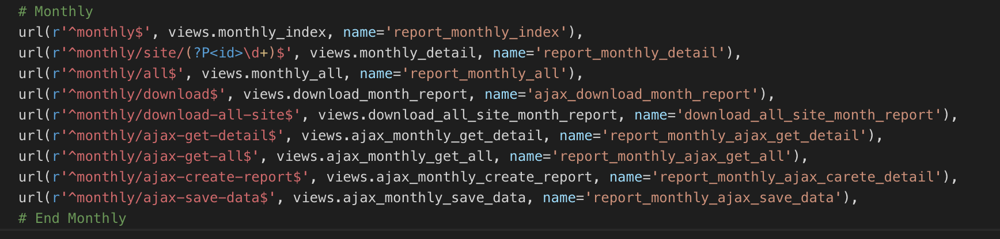 # Monthly
url(r'^monthly$', views.monthly_index, name='report_monthly_index'),
url(r'^monthly/site/(?P<id>\d+)$', views.monthly_detail, name='report_monthly_detail'),
url(r'^monthly/all$', views.monthly_all, name='report_monthly_all'),
url(r'^monthly/download$', views.download_month_report, name='ajax_download_month_report'),
url(r'^monthly/download-all-site$', views.download_all_site_month_report, name='download_all_site_month_report'),
url(r'^monthly/ajax-get-detail$', views.ajax_monthly_get_detail, name='report_monthly_ajax_get_detail'),
url(r'^monthly/ajax-get-all$', views.ajax_monthly_get_all, name='report_monthly_ajax_get_all'),
url(r'^monthly/ajax-create-report$', views.ajax_monthly_create_report, name='report_monthly_ajax_carete_detail'),
url(r'^monthly/ajax-save-data$', views.ajax_monthly_save_data, name='report_monthly_ajax_save_data'),
# End Monthly